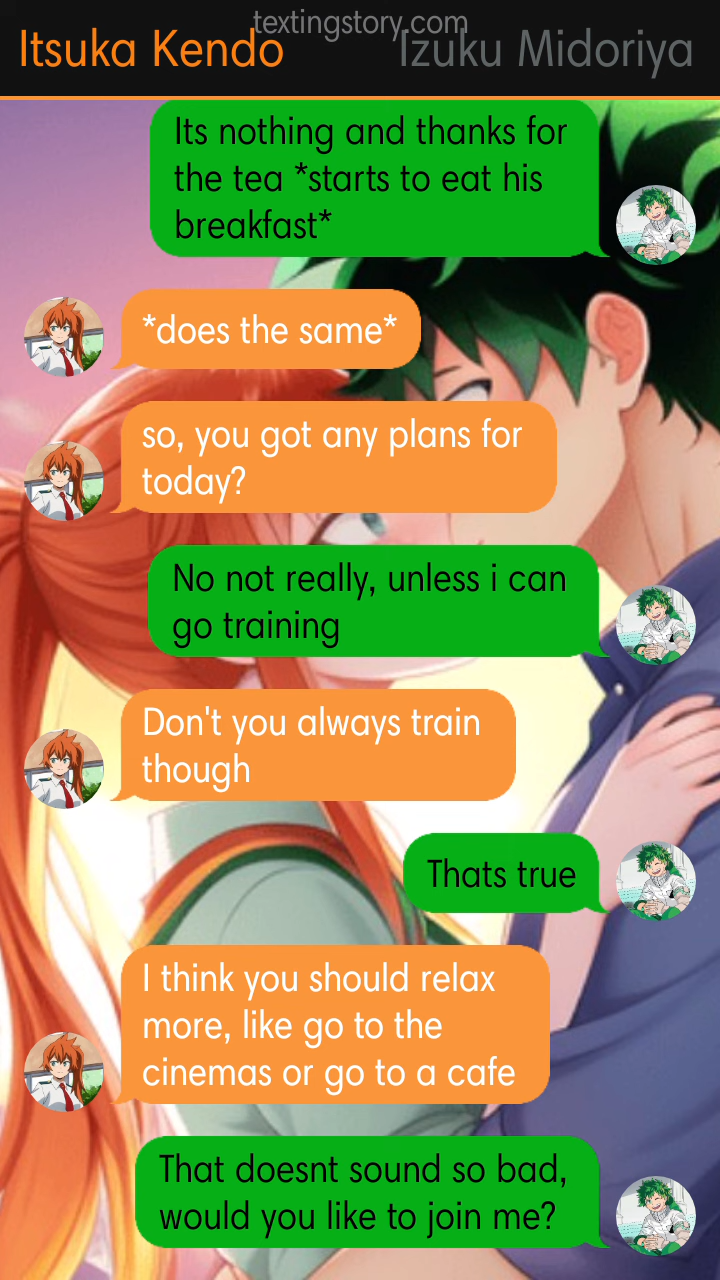 textingstory.com
Itsuka Kendo
Izuku Midoriya
Its nothing and thanks for
the tea *starts to eat his
breakfast*
*does the same*
so, you got any plans for
today?
No not really, unless i can
go training
Don't you always train
though
Thats true
I think you should relax
more, like go to the
cinemas or go to a cafe
That doesnt sound so bad,
would you like to join me?